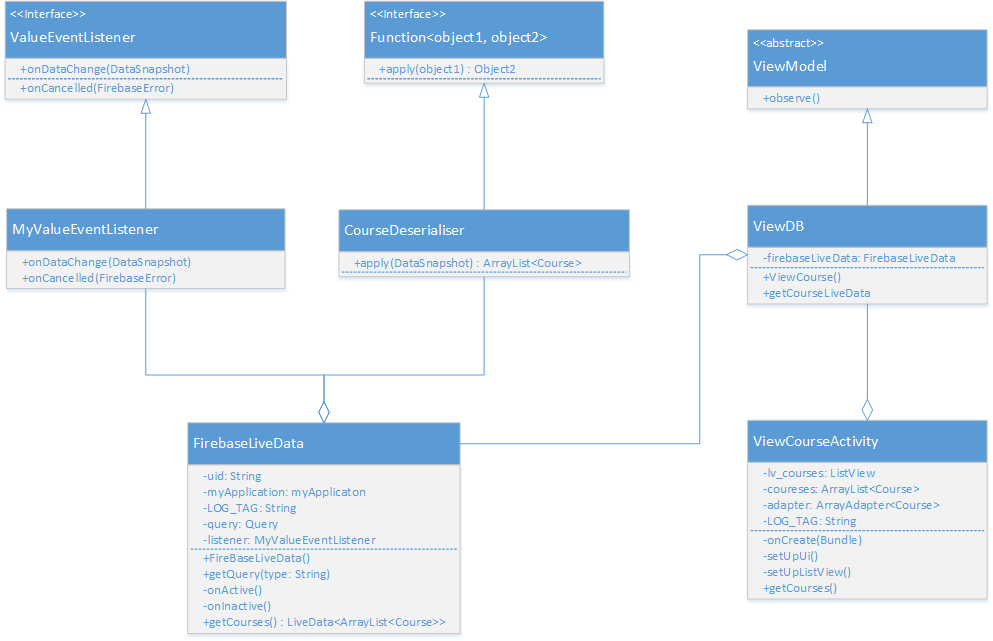 <<Interface>>
ValueEventListener
+onDataChange(DataSnapshot)
+onCancelled(FirebaseError)
<<Interface>>
Function<object1, object2>
+apply(object1) : Object2
<<abstract>>
ViewModel
+observe()
MyValueEventListener
+onDataChange(DataSnapshot)
+onCancelled(FirebaseError)
CourseDeserialiser
+apply(DataSnapshot) : ArrayList<Course>
ViewDB
-firebaseLiveData: FirebaseLiveData
+ViewCourse()
+getCourseLiveData
FirebaseLiveData
-uid: String
-myApplication: myApplicaton
-LOG_TAG: String
-query: Query
-listener: MyValueEventListener
+FireBaseLiveData()
+getQuery(type: String)
-onActive()
-onInactive()
+getCourses() : LiveData<ArrayList<Course>>
ViewCourseActivity
-lv_courses: ListView
-coureses: ArrayList<Course>
-adapter: ArrayAdapter<Course>
-LOG_TAG: String
-onCreate(Bundle)
-setUpUi()
-setUpListView()
+getCourses()